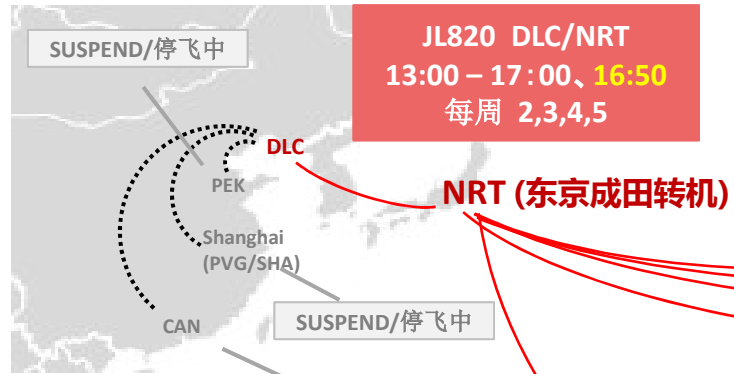 SUSPEND/停飞中
JL820 DLC/NRT
13:00 – 17:00、16:50
每周 2,3,4,5
DLC
PEK
NRT (东京成田转机)
Shanghai
(PVG/SHA)
CAN
SUSPEND/停飞中